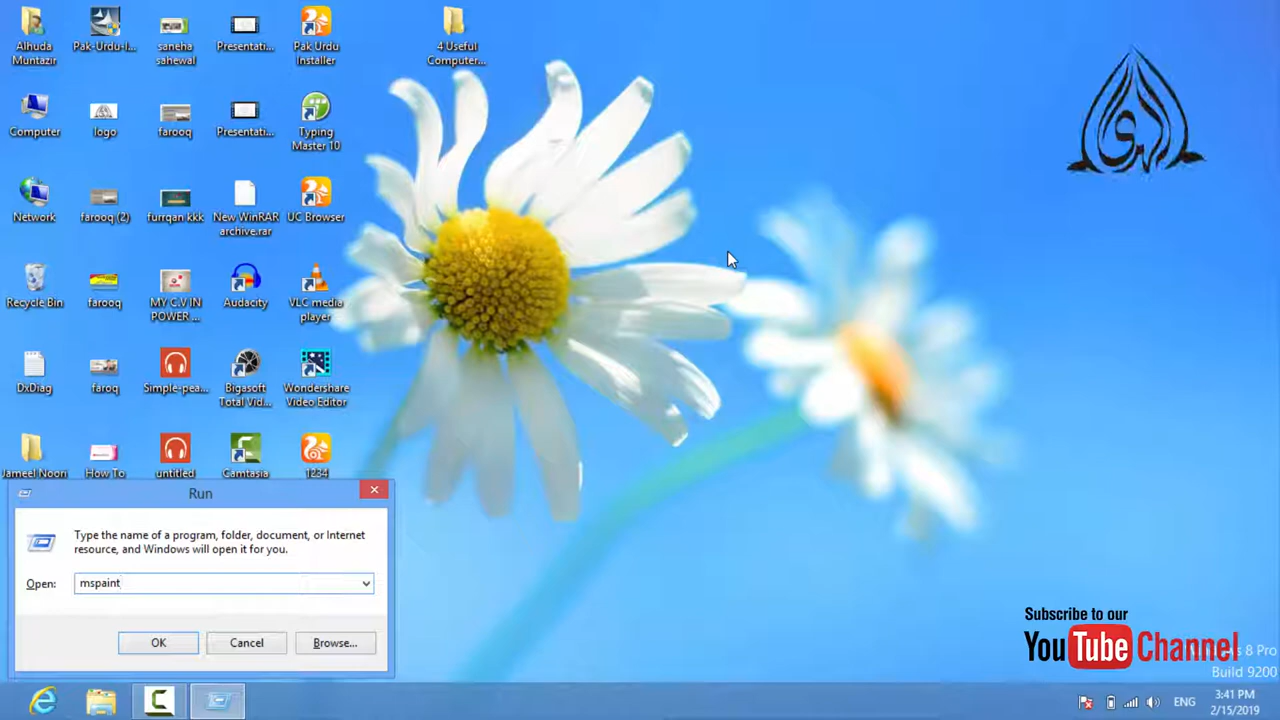 Alhuda
Muntazir
Pak-Urdu-I...
saneha
sahewal
Presentati...
Pak Urdu
Installer
4 Useful
Computer...
Computer
logo
farooq
Presentati...
Typing
Master 10
الهدی
Network
farooq (2)
furrqan kkk
New WinRAR
archive.rar
UC Browser
Recycle Bin
farooq
MY C.V IN
POWER ...
Audacity
VLC media
player
DxDiag
faroq
Simple-pea...
Bigasoft
Total Vid...
Wondershare
Video Editor
Jameel Noori
How To
untitled
Camtasia
1234
Run
Type the name of a program, folder, document, or Internet
resource, and Windows will open it for you.
Open:
mspaint
OK
Cancel
Browse...
Subscribe to our
YouTube Channel
8 Pro
Build 9200
ENG
3:41 PM
2/15/2019